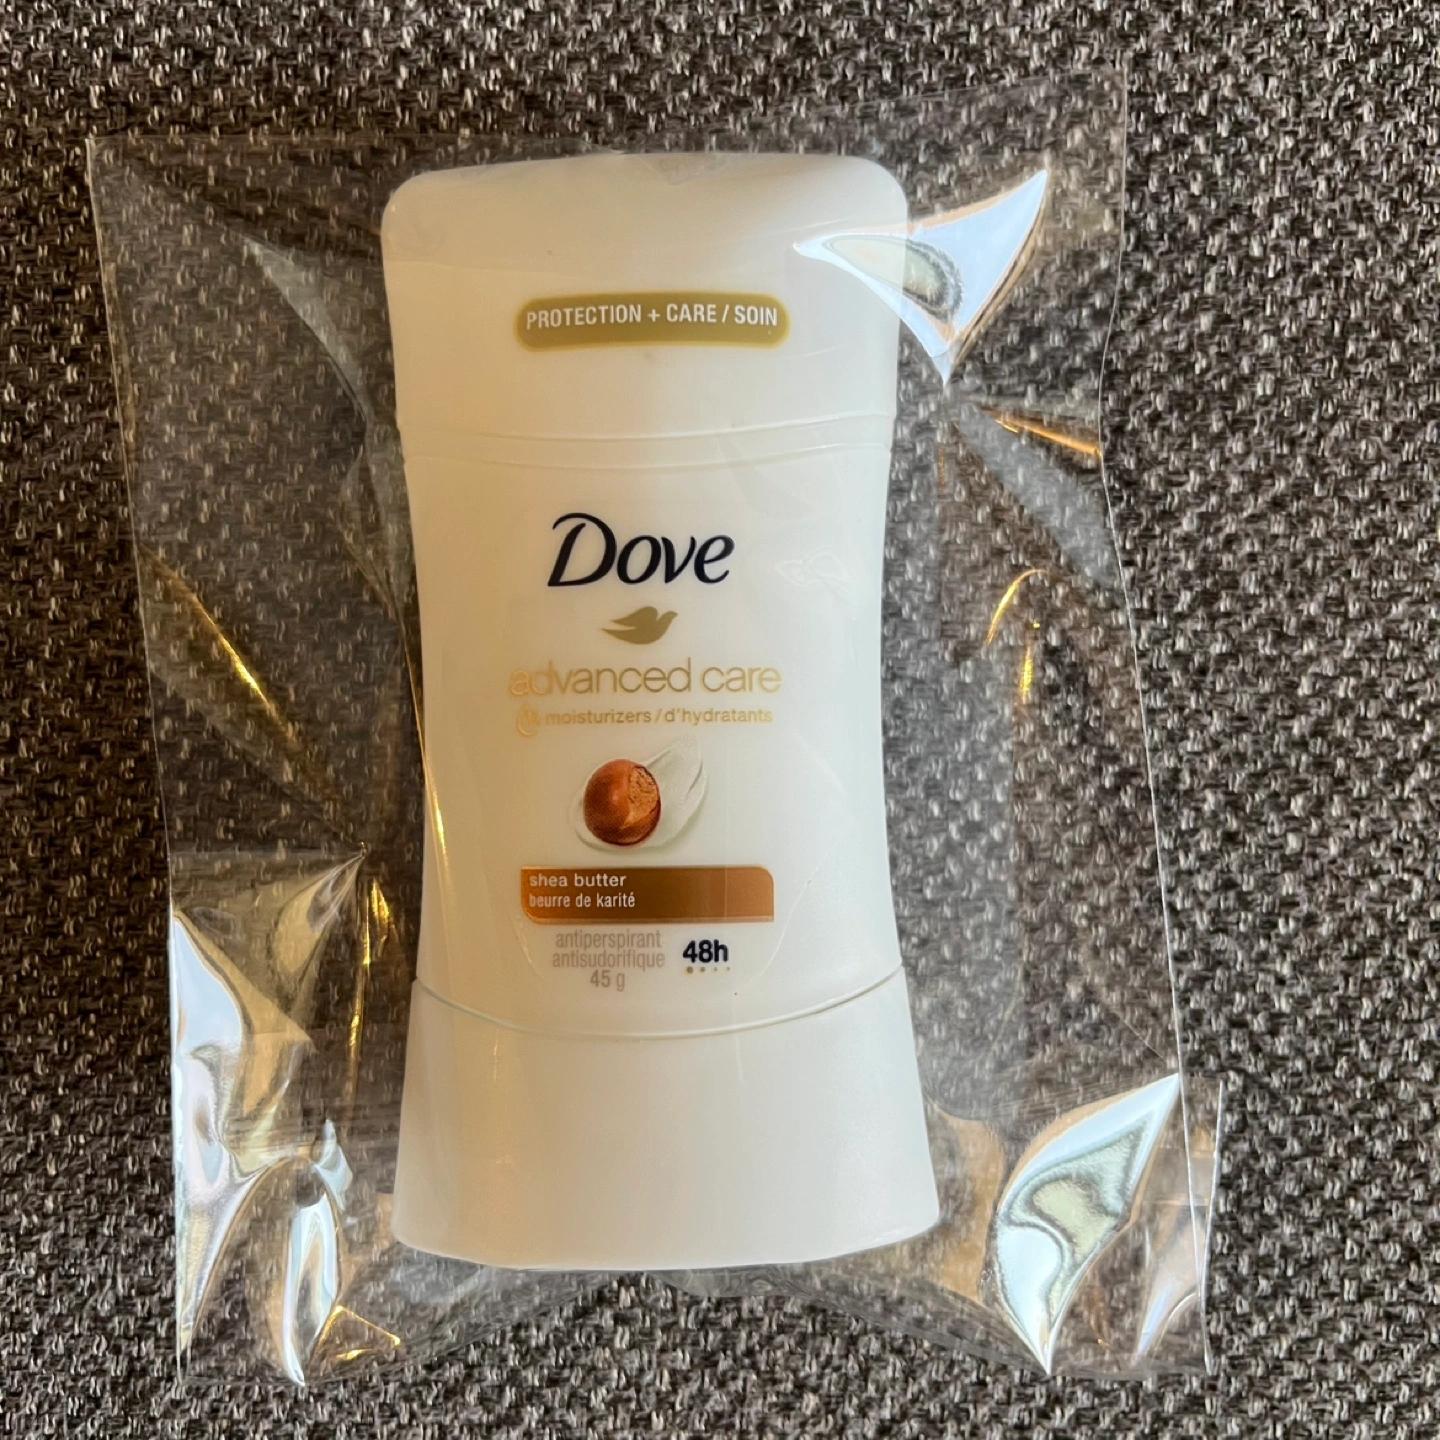 PROTECTION + CARE / SOIN
Dove
advanced care
moisturizers / d'hydratants
shea butter
beurre de karité
antiperspirant
antisudorifique
45 g
48h